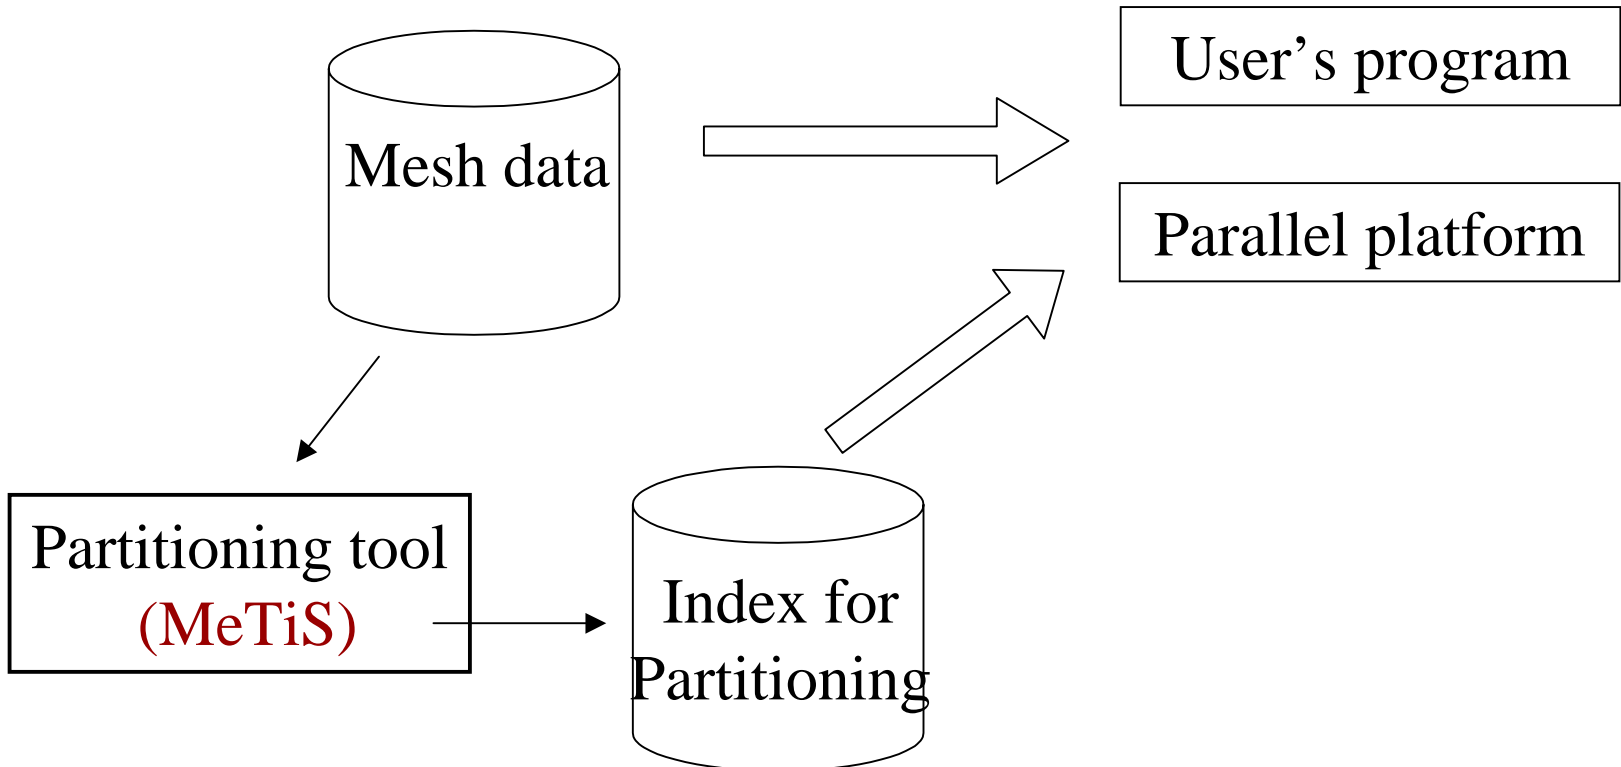 User’s program
Mesh data
Parallel platform
Partitioning tool
(MeTiS)
Index for
Partitioning